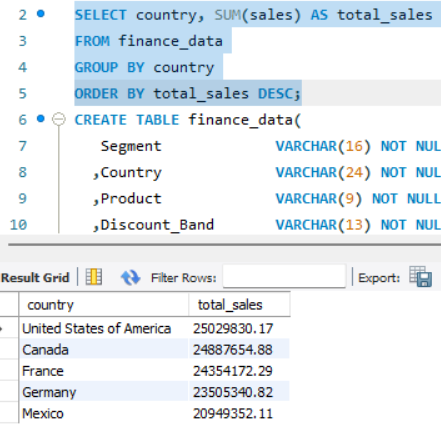 2 SELECT country, SUM(sales) AS total_sales
3 FROM finance_data
4 GROUP BY country
5 ORDER BY total_sales DESC;
6 CREATE TABLE finance_data(
7 Segment VARCHAR(16) NOT NUL
8 ,Country VARCHAR(24) NOT NUL
9 ,Product VARCHAR(9) NOT NULL
10 ,Discount_Band VARCHAR(13) NOT NUL
Result Grid Filter Rows: Export:
country total_sales
United States of America 25029830.17
Canada 24887654.88
France 24354172.29
Germany 23505340.82
Mexico 20949352.11